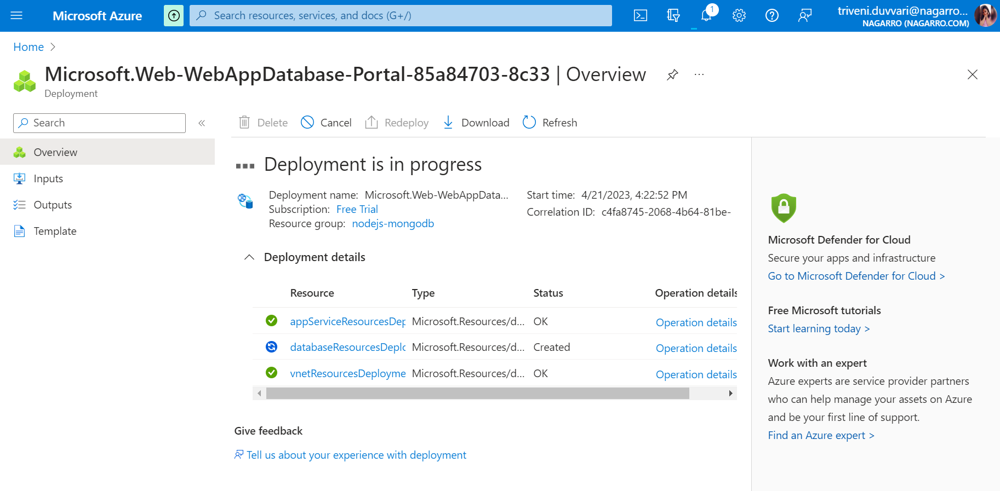 Microsoft Azure
Search resources, services, and docs (G+/)
1
triveni.duvvari@nagarro...
NAGARRO (NAGARRO.COM)
Home
Microsoft.Web-WebAppDatabase-Portal-85a84703-8c33 | Overview
...
Deployment
Search
«
Delete
Cancel
Redeploy
Download
Refresh
Overview
Inputs
Outputs
Template
Deployment is in progress
Deployment name: Microsoft.Web-WebAppData...
Subscription: Free Trial
Resource group: nodejs-mongodb
Start time: 4/21/2023, 4:22:52 PM
Correlation ID: c4fa8745-2068-4b64-81be-
Deployment details
Resource Type Status Operation details
appServiceResourcesDep Microsoft.Resources/d... OK Operation details
databaseResourcesDeplo Microsoft.Resources/d... Created Operation details
vnetResourcesDeployme Microsoft.Resources/d... OK Operation details
Give feedback
Tell us about your experience with deployment
Microsoft Defender for Cloud
Secure your apps and infrastructure
Go to Microsoft Defender for Cloud >
Free Microsoft tutorials
Start learning today >
Work with an expert
Azure experts are service provider partners
who can help manage your assets on Azure
and be your first line of support.
Find an Azure expert >